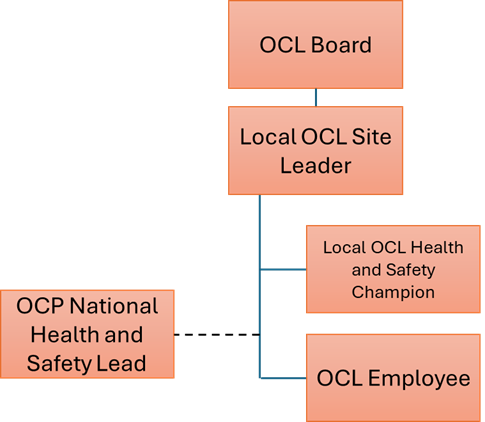 OCL Board
Local OCL Site
Leader
Local OCL Health
and Safety
Champion
OCP National
Health and
Safety Lead
OCL Employee